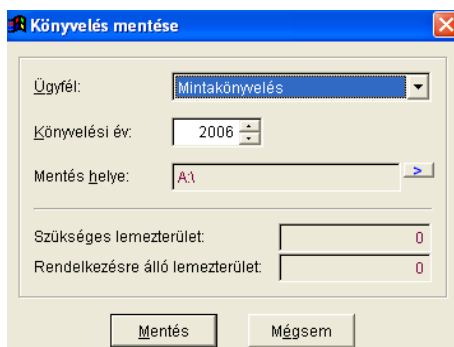 Könyvelés mentése
Ügyfél: Mintakönyvelés
Könyvelési év: 2006
Mentés helye: A:\ >
Szükséges lemezterület: 0
Rendelkezésre álló lemezterület: 0
Mentés Mégsem